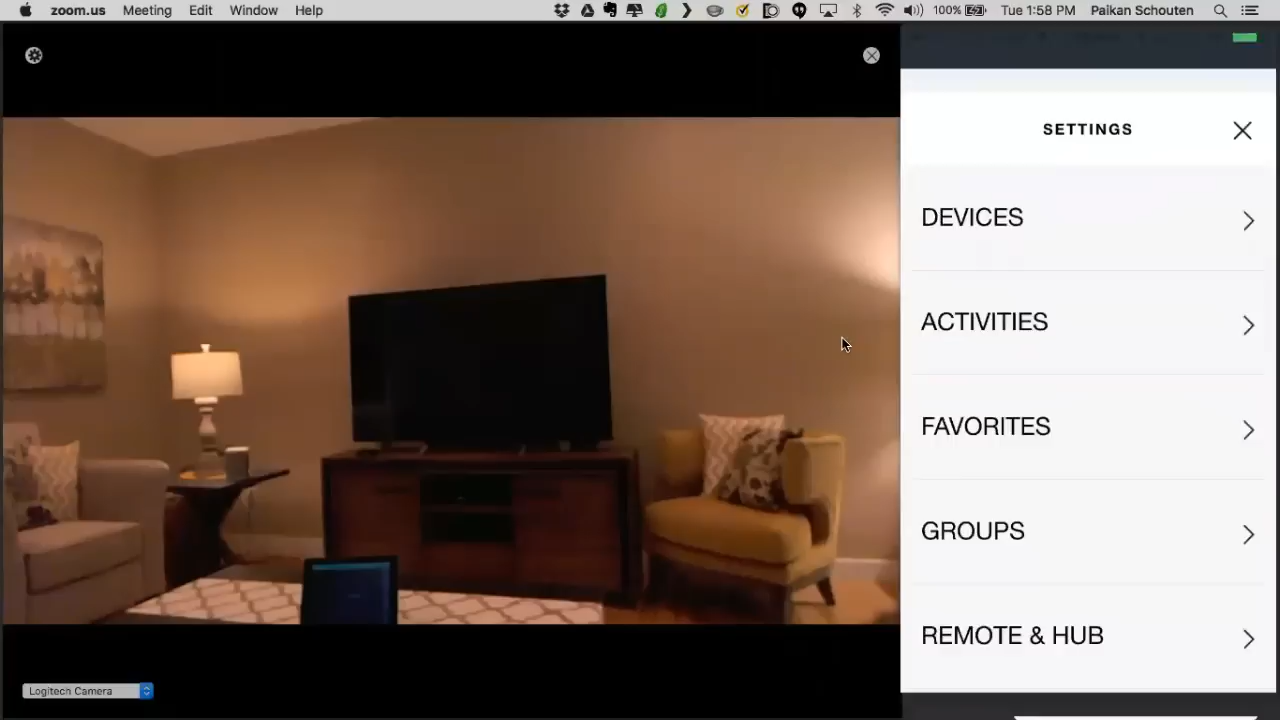 zoom.us Meeting Edit Window Help 100% Tue 1:58 PM Paikan Schouten
SETTINGS
DEVICES
ACTIVITIES
FAVORITES
GROUPS
REMOTE & HUB
Logitech Camera